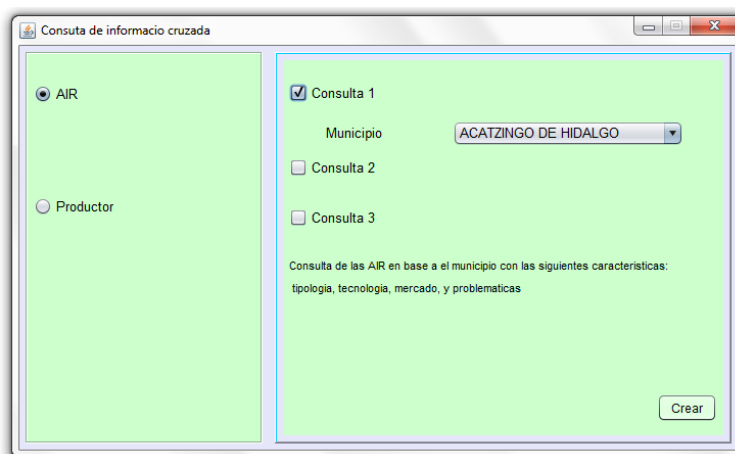 Consuta de informacio cruzada
AIR
Productor
Consulta 1
Municipio ACATZINGO DE HIDALGO
Consulta 2
Consulta 3
Consulta de las AIR en base a el municipio con las siguientes caracteristicas:
tipologia, tecnologia, mercado, y problematicas
Crear